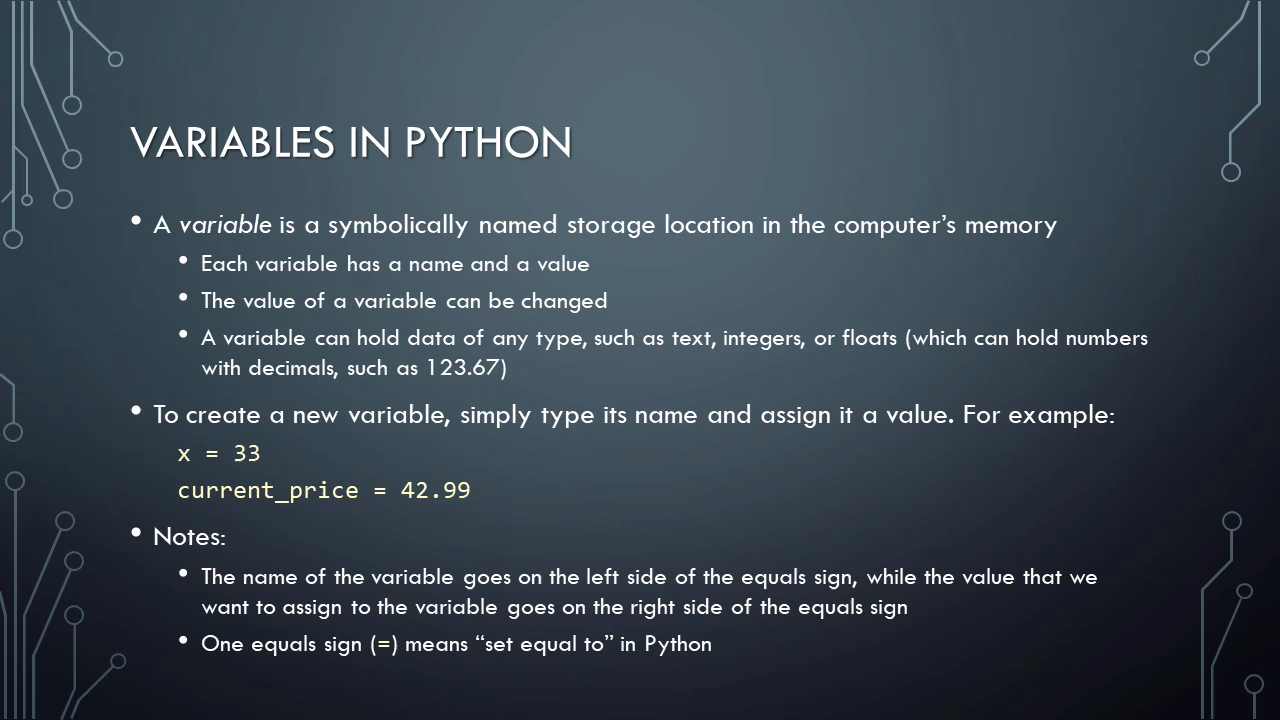 VARIABLES IN PYTHON
• A variable is a symbolically named storage location in the computer’s memory
• Each variable has a name and a value
• The value of a variable can be changed
• A variable can hold data of any type, such as text, integers, or floats (which can hold numbers
with decimals, such as 123.67)
• To create a new variable, simply type its name and assign it a value. For example:
x = 33
current_price = 42.99
• Notes:
• The name of the variable goes on the left side of the equals sign, while the value that we
want to assign to the variable goes on the right side of the equals sign
• One equals sign (=) means “set equal to” in Python